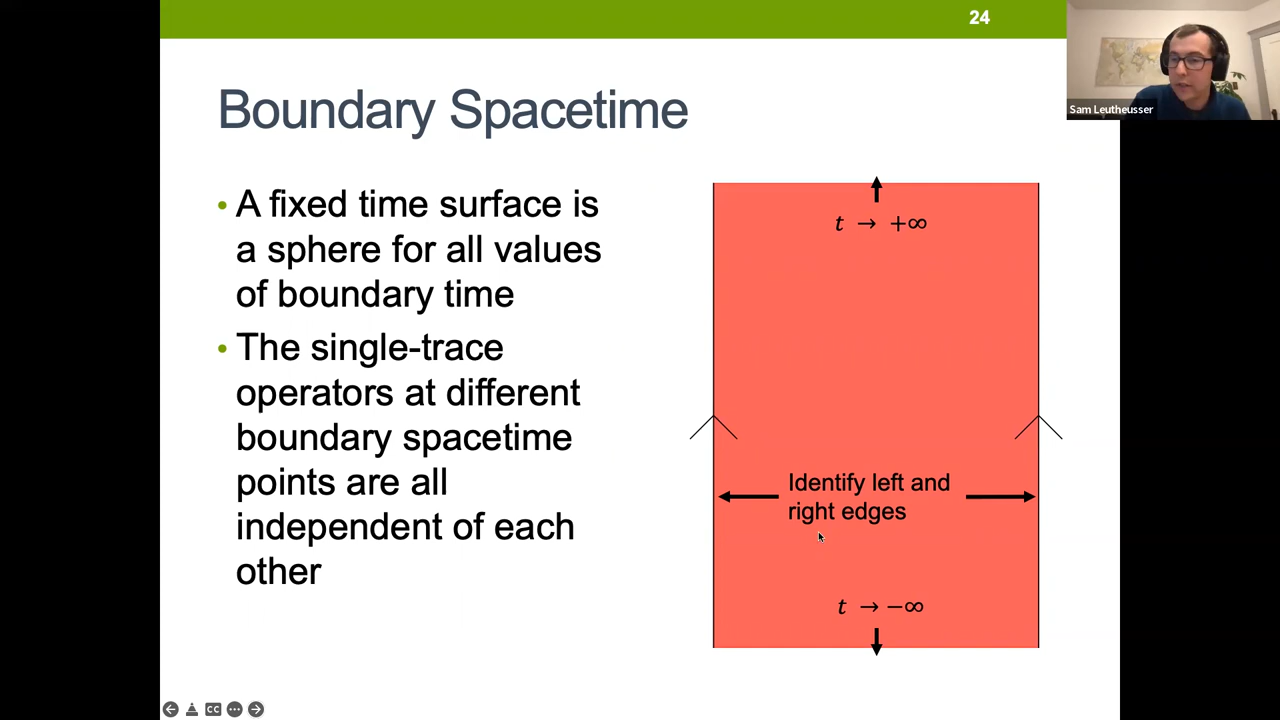 24
Sam Leutheusser
Boundary Spacetime
• A fixed time surface is
a sphere for all values
of boundary time
• The single-trace
operators at different
boundary spacetime
points are all
independent of each
other
t → +∞
Identify left and
right edges
t → −∞
CC